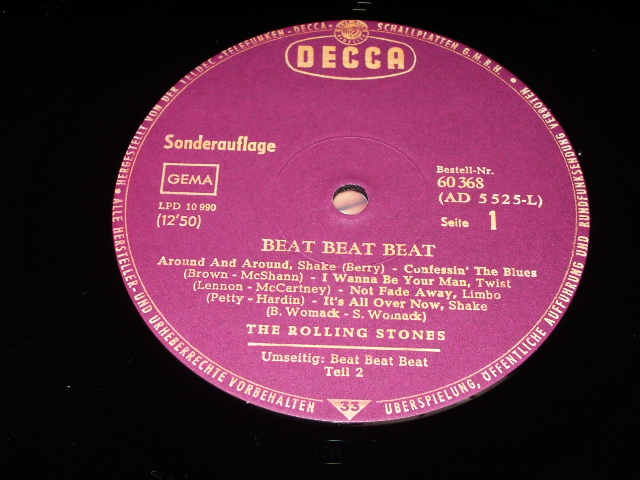 HERGESTELLT VON DER TELDEC »TELEFUNKEN-DECCA« SCHALLPLATTEN G.M.B.H.
DECCA
Sonderauflage
GEMA
LPD 10 990
(12'50)
Bestell-Nr.
60 368
(AD 5 525-L)
Seite 1
BEAT BEAT BEAT
Around And Around, Shake (Berry) - Confessin' The Blues
(Brown - McShann) - I Wanna Be Your Man, Twist
(Lennon - McCartney) - Not Fade Away, Limbo
(Petty - Hardin) - It's All Over Now, Shake
(B. Womack - S. Womack)
THE ROLLING STONES
Umseitig: Beat Beat Beat
Teil 2
33
• ALLE HERSTELLER- UND URHEBERRECHTE VORBEHALTEN
ÜBERSPIELUNG, ÖFFENTLICHE AUFFÜHRUNG UND RUNDFUNKSENDUNG VERBOTEN •